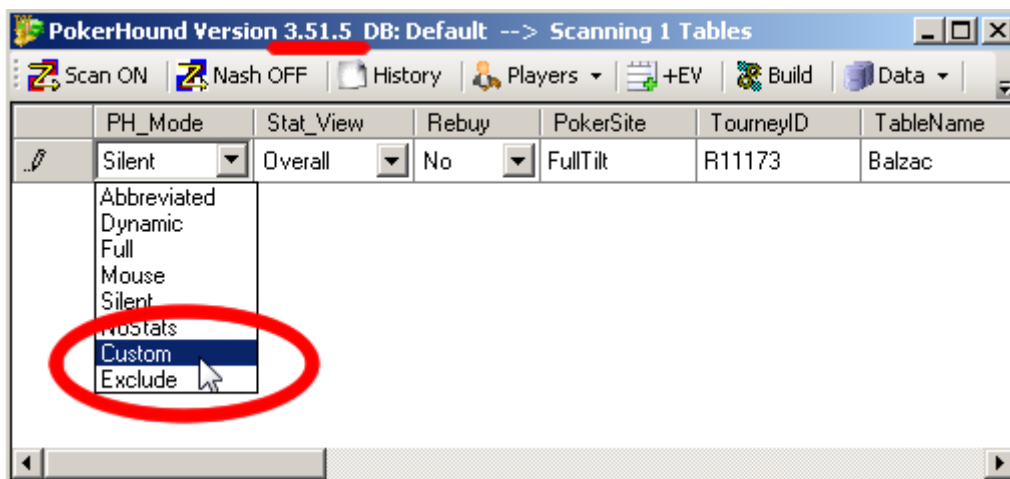 PokerHound Version 3.51.5 DB: Default --> Scanning 1 Tables
Scan ON Nash OFF History Players +EV Build Data
PH_Mode Stat_View Rebuy PokerSite TourneyID TableName
Silent Overall No FullTilt R11173 Balzac
Abbreviated
Dynamic
Full
Mouse
Silent
NoStats
Custom
Exclude